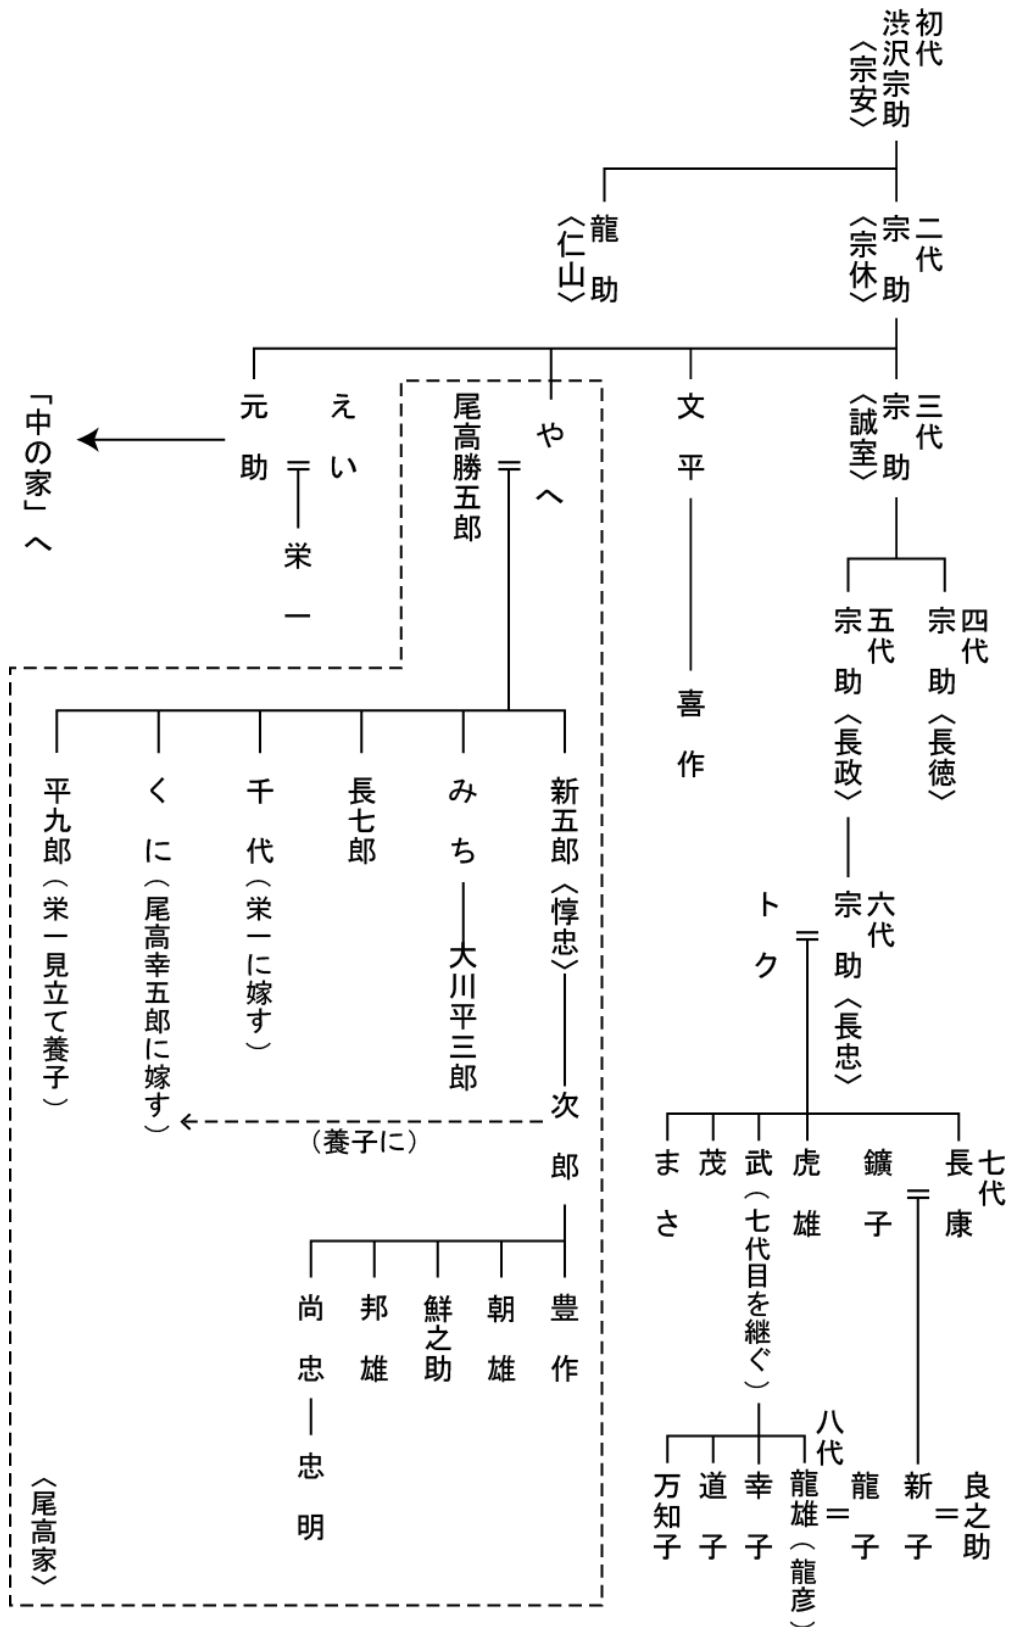 初代
渋沢宗助
〈宗安〉
二代
宗助
〈宗休〉
龍助
〈仁山〉
三代
宗助
〈誠室〉
文平
やへ
尾高勝五郎
えい
元助
「中の家」へ
栄一
喜作
四代
宗助〈長徳〉
五代
宗助〈長政〉
六代
宗助〈長忠〉
トク
新五郎〈惇忠〉
みち
長七郎
千代(栄一に嫁す)
くに(尾高幸五郎に嫁す)
平九郎(栄一見立て養子)
大川平三郎
次郎
(養子に)
七代
長康
鑛子
虎雄
武(七代目を継ぐ)
茂
まさ
豊作
朝雄
鮮之助
邦雄
尚忠
忠明
良之助
新子
龍子
八代
龍雄(龍彦)
幸子
道子
万知子
〈尾高家〉